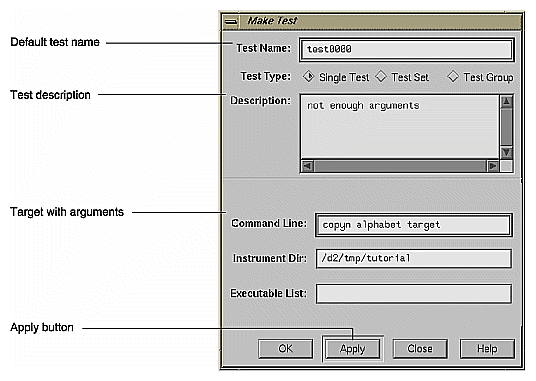 Make Test
Default test name
Test Name: test0000
Test Type: Single Test Test Set Test Group
Test description
Description: not enough arguments
Target with arguments
Command Line: copyn alphabet target
Instrument Dir: /d2/tmp/tutorial
Executable List:
Apply button
OK Apply Close Help